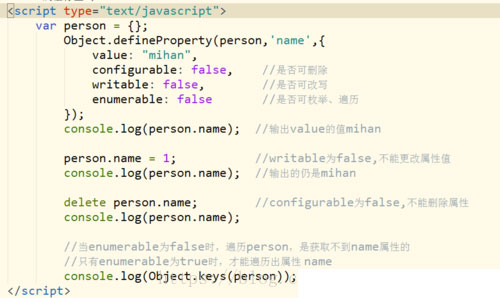 <script type="text/javascript">
var person = {};
Object.defineProperty(person,'name',{
value: "mihan",
configurable: false, //是否可删除
writable: false, //是否可改写
enumerable: false //是否可枚举、遍历
});
console.log(person.name); //输出value的值mihan
person.name = 1; //writable为false,不能更改属性值
console.log(person.name); //输出的仍是mihan
delete person.name; //configurable为false,不能删除属性
console.log(person.name);
//当enumerable为false时，遍历person，是获取不到name属性的
//只有enumerable为true时，才能遍历出属性 name
console.log(Object.keys(person));
</script>